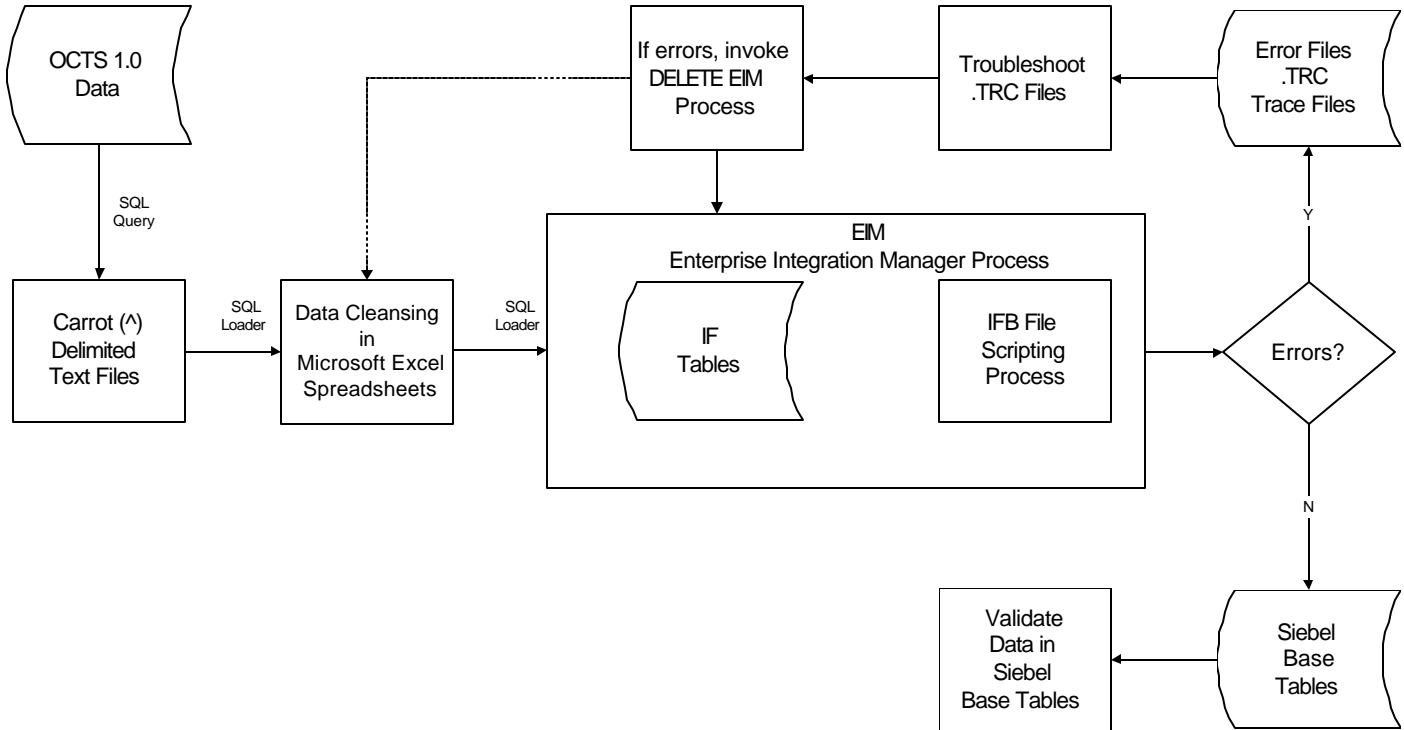 OCTS 1.0
Data
If errors, invoke
DELETE EIM
Process
Troubleshoot
.TRC Files
Error Files
.TRC
Trace Files
SQL
Query
Y
EIM
Enterprise Integration Manager Process
Carrot (^)
Delimited
Text Files
SQL
Loader
Data Cleansing
in
Microsoft Excel
Spreadsheets
SQL
Loader
IF
Tables
IFB File
Scripting
Process
Errors?
N
Validate
Data in
Siebel
Base Tables
Siebel
Base
Tables